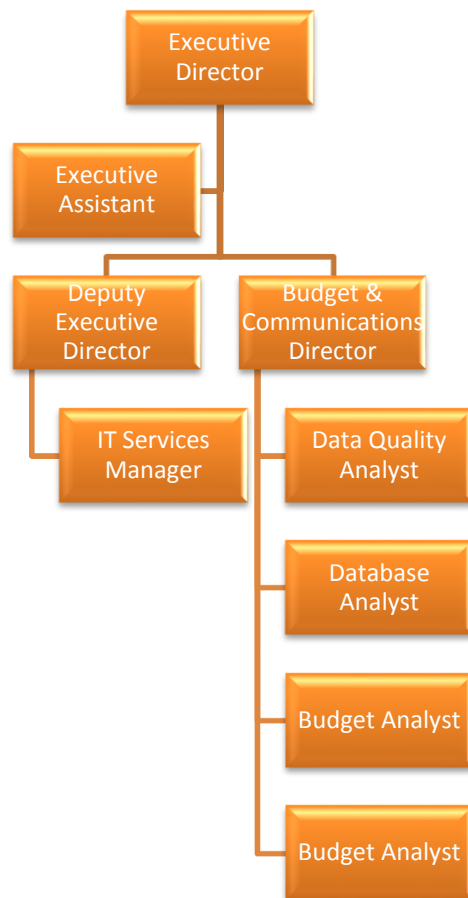 Executive
Director
Executive
Assistant
Deputy
Executive
Director
Budget &
Communications
Director
IT Services
Manager
Data Quality
Analyst
Database
Analyst
Budget Analyst
Budget Analyst